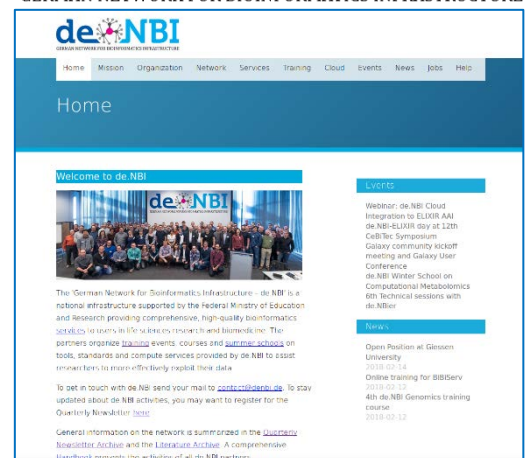 GERMAN NETWORK FOR BIOINFORMATICS INFRASTRUCTURE
de.NBI
GERMAN NETWORK FOR BIOINFORMATICS INFRASTRUCTURE
Home Mission Organization Network Services Training Cloud Events News Jobs Help
Home
Welcome to de.NBI
de.NBI
The 'German Network for Bioinformatics Infrastructure – de.NBI' is a
national infrastructure supported by the Federal Ministry of Education
and Research providing comprehensive, high-quality bioinformatics
services to users in life sciences research and biomedicine. The
partners organize training events, courses and summer schools on
tools, standards and compute services provided by de.NBI to assist
researchers to more effectively exploit their data.
To get in touch with de.NBI send your mail to contact@denbi.de. To stay
updated about de.NBI activities, you may want to register for the
Quarterly Newsletter here.
General information on the network is summarized in the Quarterly
Newsletter Archive and the Literature Archive. A comprehensive
Handbook presents the activities of all de.NBI partners
Events
Webinar: de.NBI Cloud
Integration to ELIXIR AAI
de.NBI-ELIXIR day at 12th
CeBiTec Symposium
Galaxy community kickoff
meeting and Galaxy User
Conference
de.NBI Winter School on
Computational Metabolomics
6th Technical sessions with
de.NBIer
News
Open Position at Giessen
University
2018-02-14
Online training for BiBiServ
2018-02-12
4th de.NBI Genomics training
course
2018-02-12